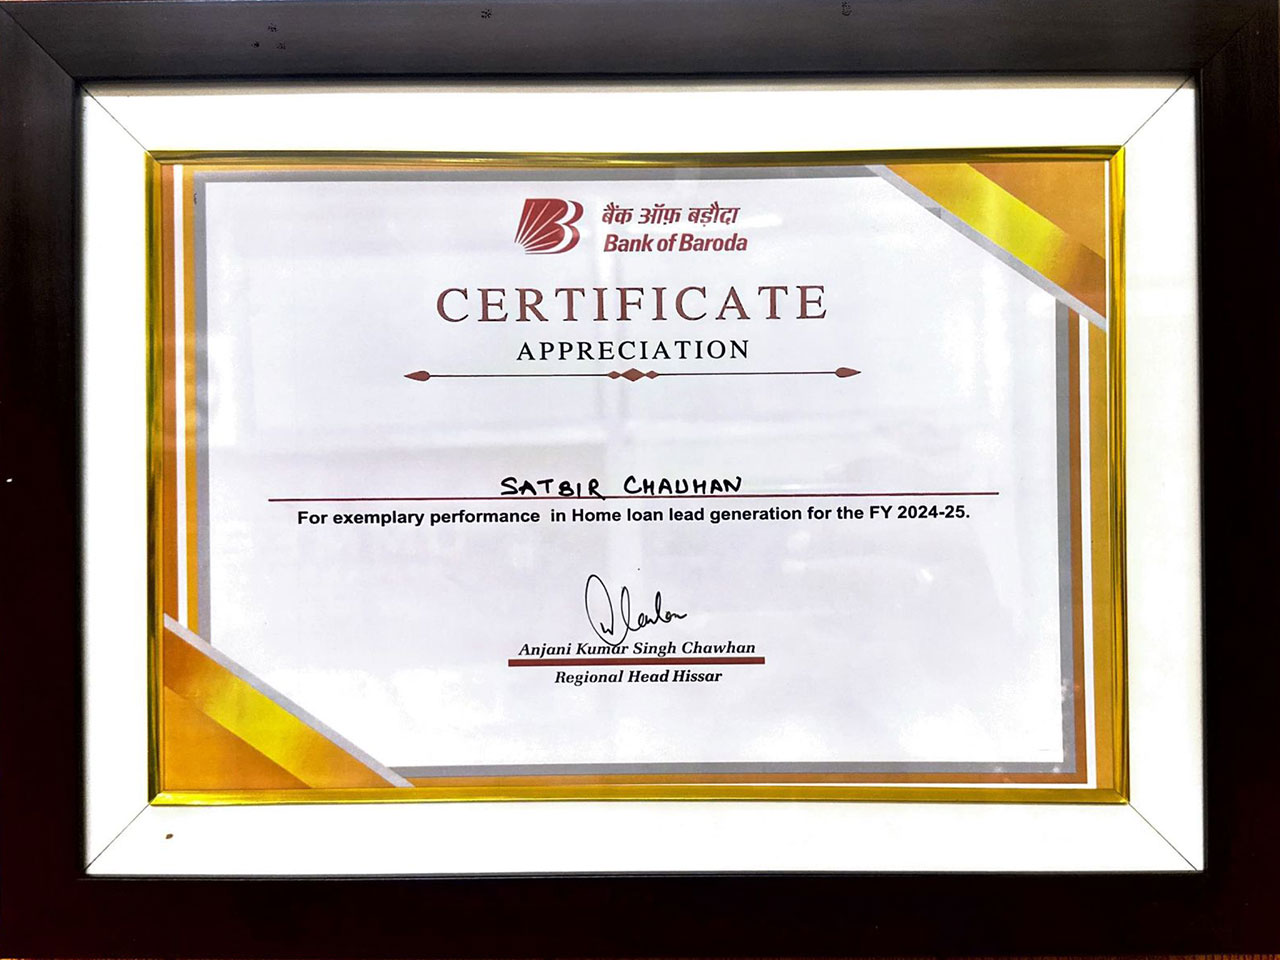 बैंक ऑफ़ बड़ौदा
Bank of Baroda
CERTIFICATE
APPRECIATION
SATBIR CHAUHAN
For exemplary performance in Home loan lead generation for the FY 2024-25.
Anjani Kumar Singh Chawhan
Regional Head Hissar